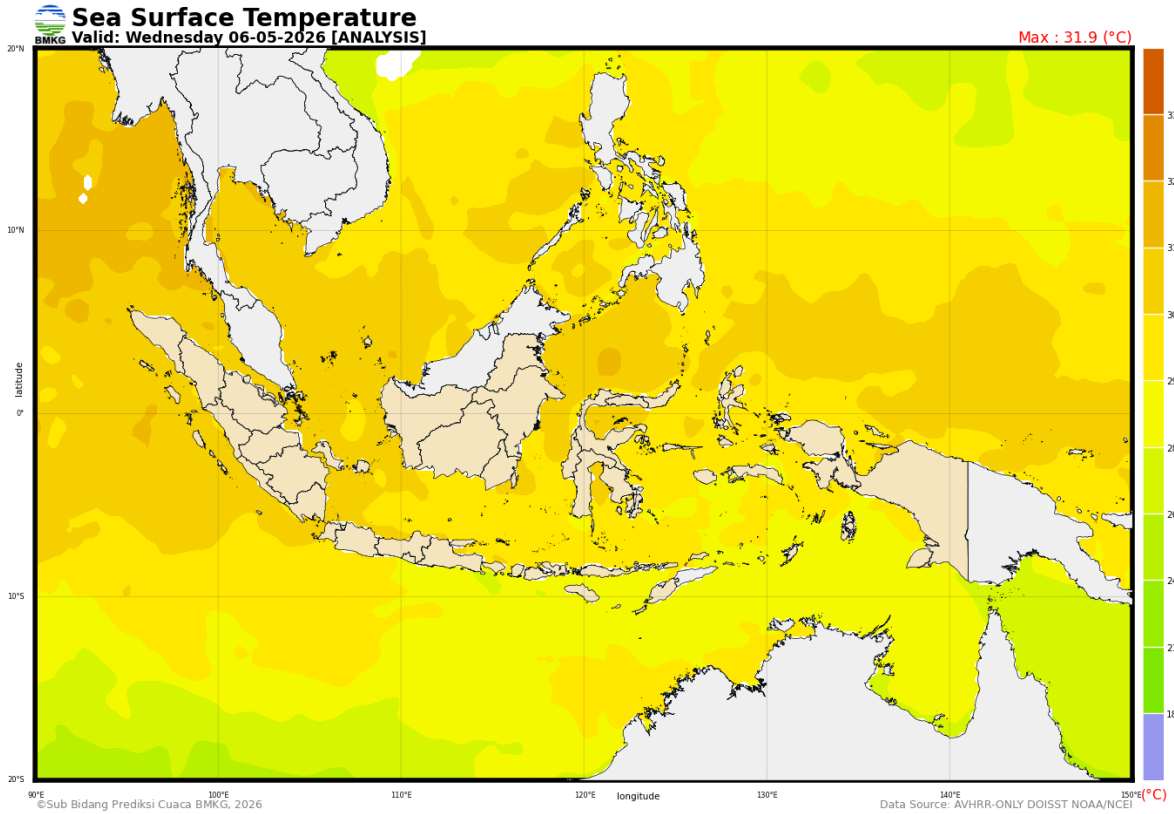 Sea Surface Temperature
BMKG
Valid: Wednesday 06-05-2026 [ANALYSIS]
Max : 31.9 (°C)
20°N
10°N
latitude
0°
10°S
20°S
90°E
100°E
110°E
120°E
longitude
130°E
140°E
150°E
(°C)
©Sub Bidang Prediksi Cuaca BMKG, 2026
Data Source: AVHRR-ONLY DOISST NOAA/NCEI